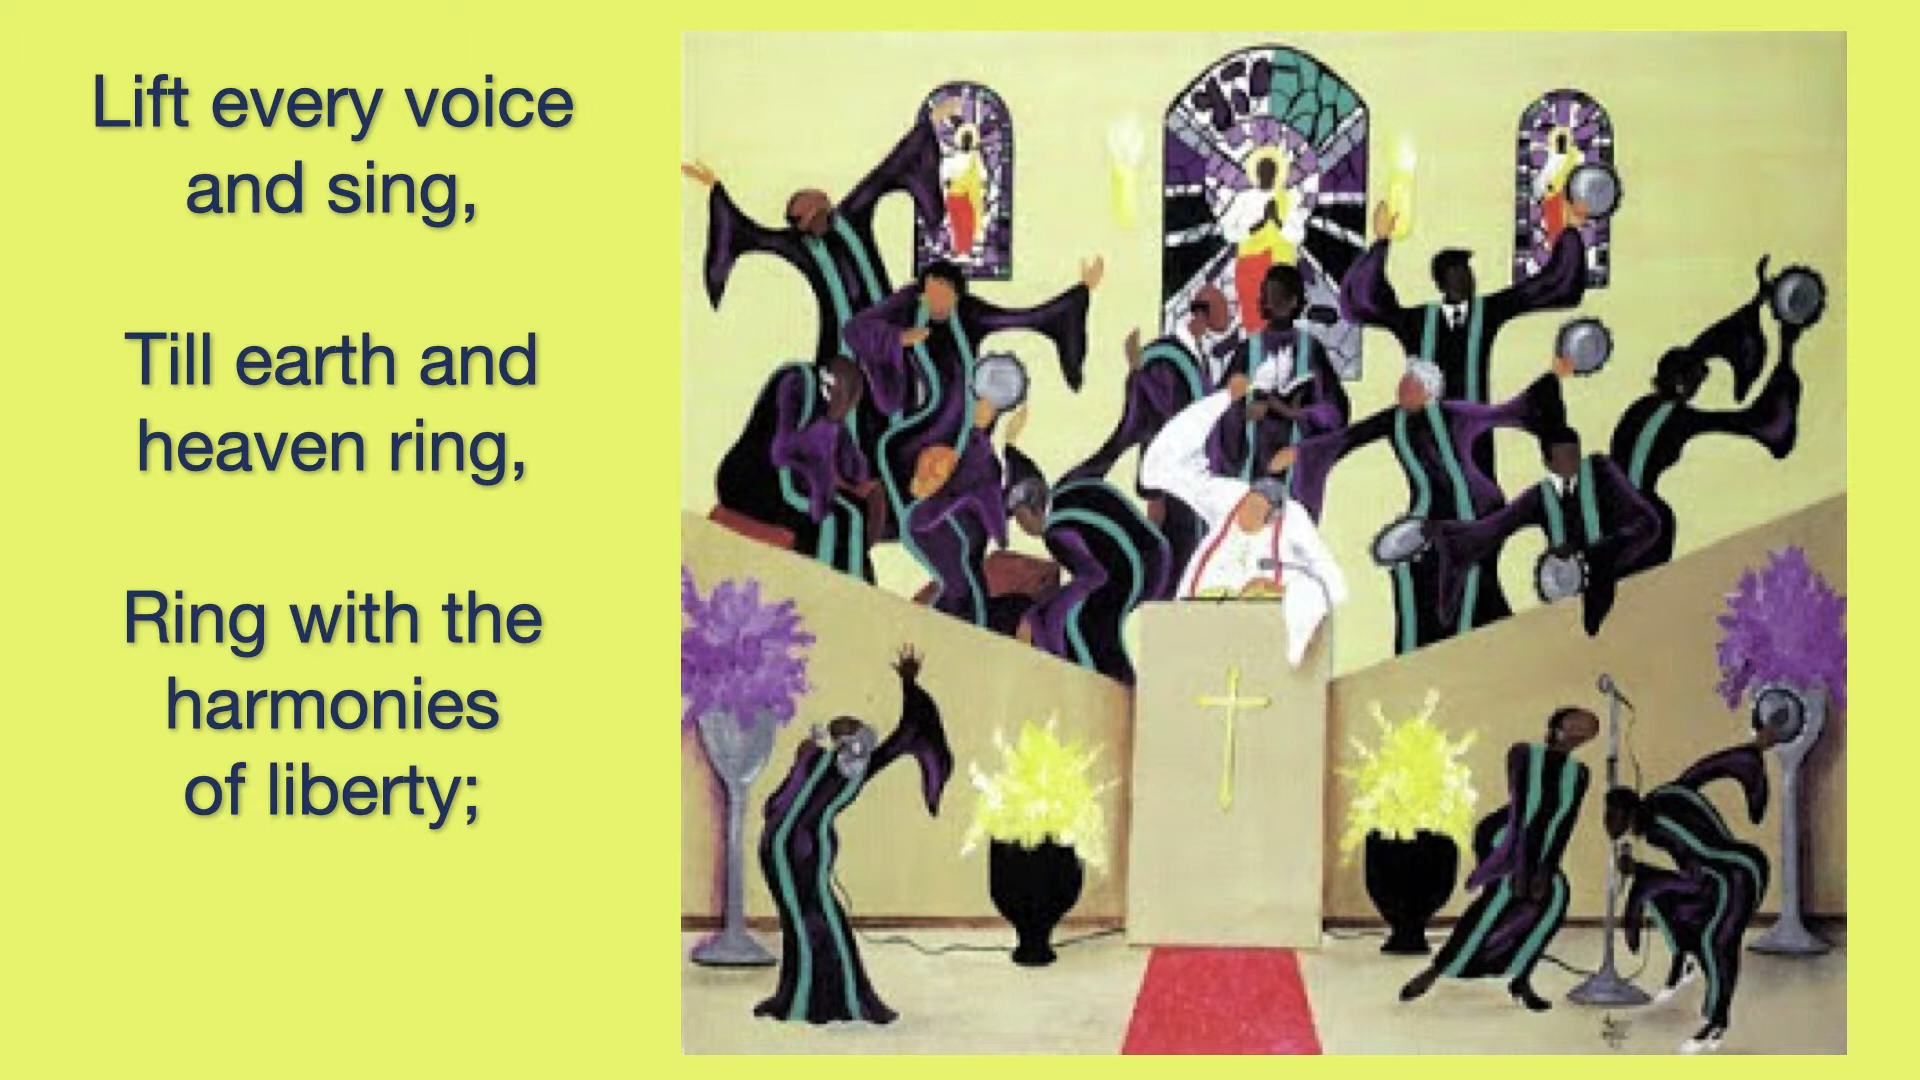 Lift every voice
and sing,
Till earth and
heaven ring,
Ring with the
harmonies
of liberty;